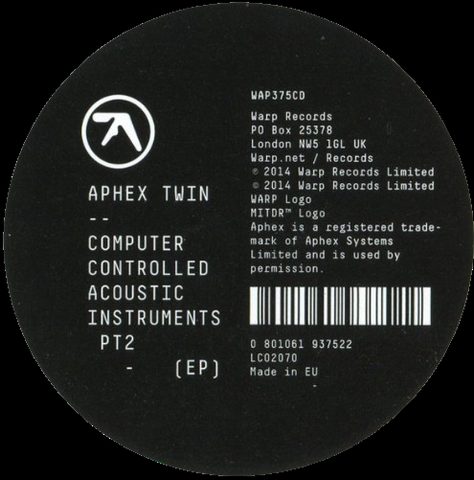 APHEX TWIN
--
COMPUTER
CONTROLLED
ACOUSTIC
INSTRUMENTS
PT2
- (EP)
WAP375CD
Warp Records
PO Box 25378
London NW5 1GL UK
Warp.net / Records
℗ 2014 Warp Records Limited
© 2014 Warp Records Limited
WARP Logo
MITDR™ Logo
Aphex is a registered trade-
mark of Aphex Systems
Limited and is used by
permission.
0 801061 937522
LC02070
Made in EU
-